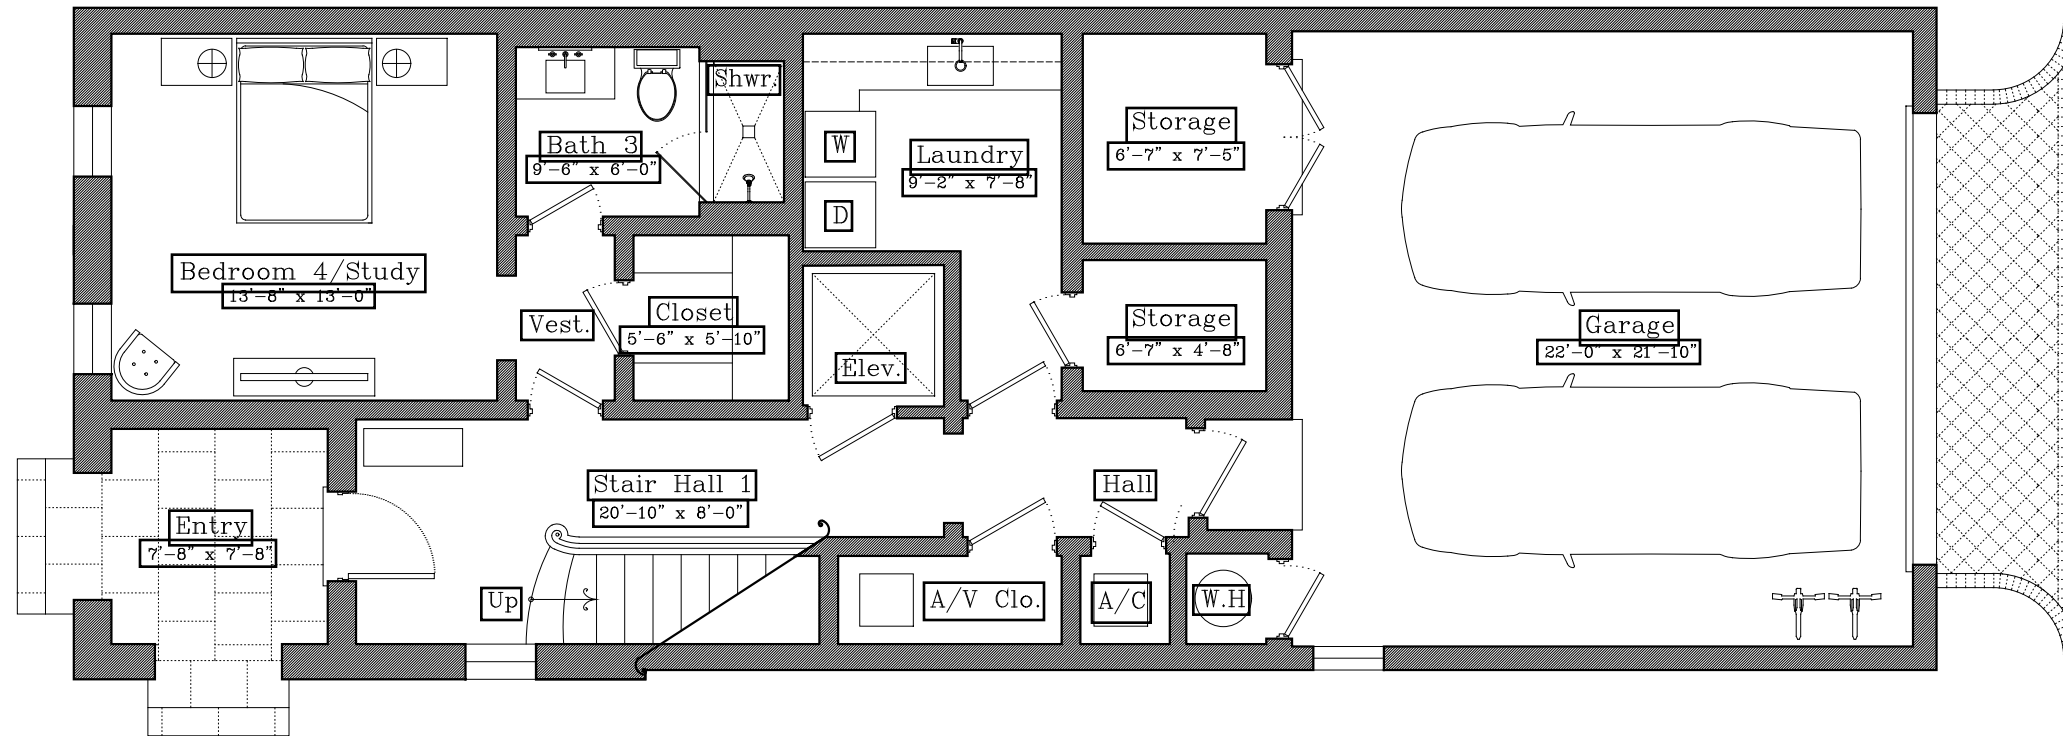 Shwr.
Storage
6'-7" x 7'-5"
W
Bath 3
9'-6" x 6'-0"
Laundry
9'-2" x 7'-8"
D
Bedroom 4/Study
13'-8" x 13'-0"
Vest.
Closet
5'-6" x 5'-10"
Storage
6'-7" x 4'-8"
Garage
22'-0" x 21'-10"
Elev.
Stair Hall 1
20'-10" x 8'-0"
Hall
Entry
7'-8" x 7'-8"
Up
A/V Clo.
A/C
W.H